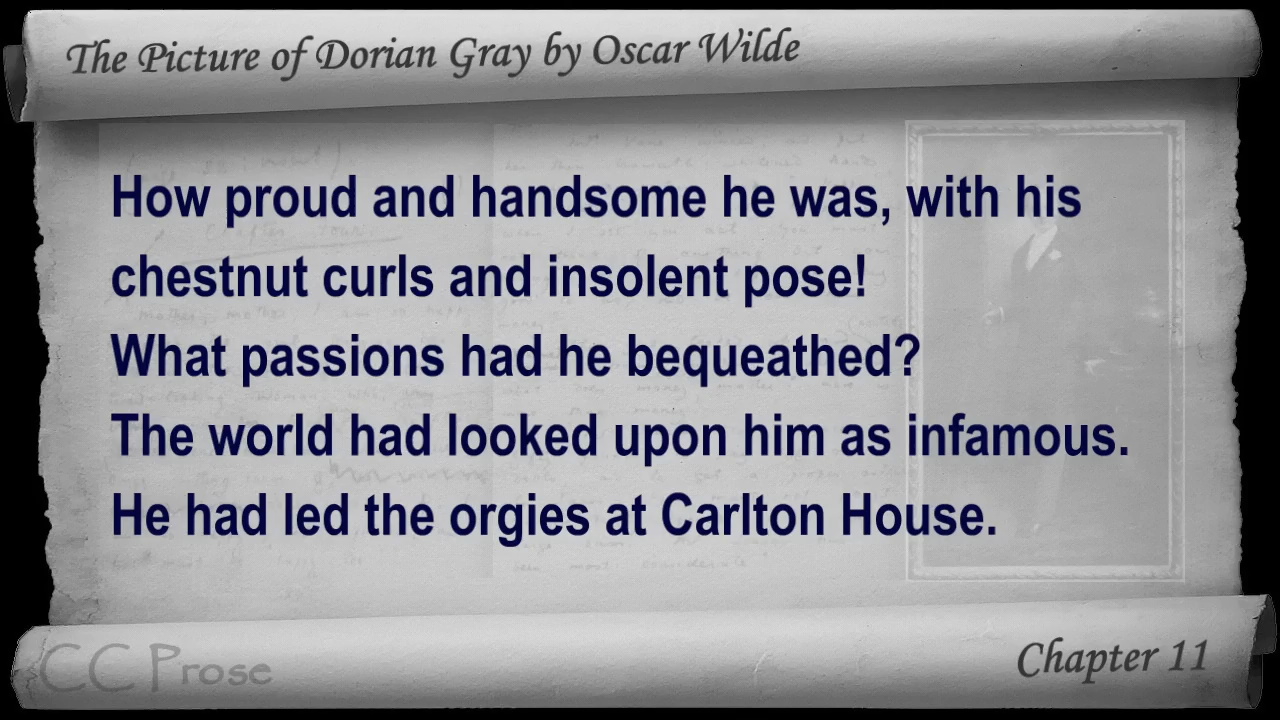 The Picture of Dorian Gray by Oscar Wilde
How proud and handsome he was, with his
chestnut curls and insolent pose!
What passions had he bequeathed?
The world had looked upon him as infamous.
He had led the orgies at Carlton House.
CC Prose
Chapter 11